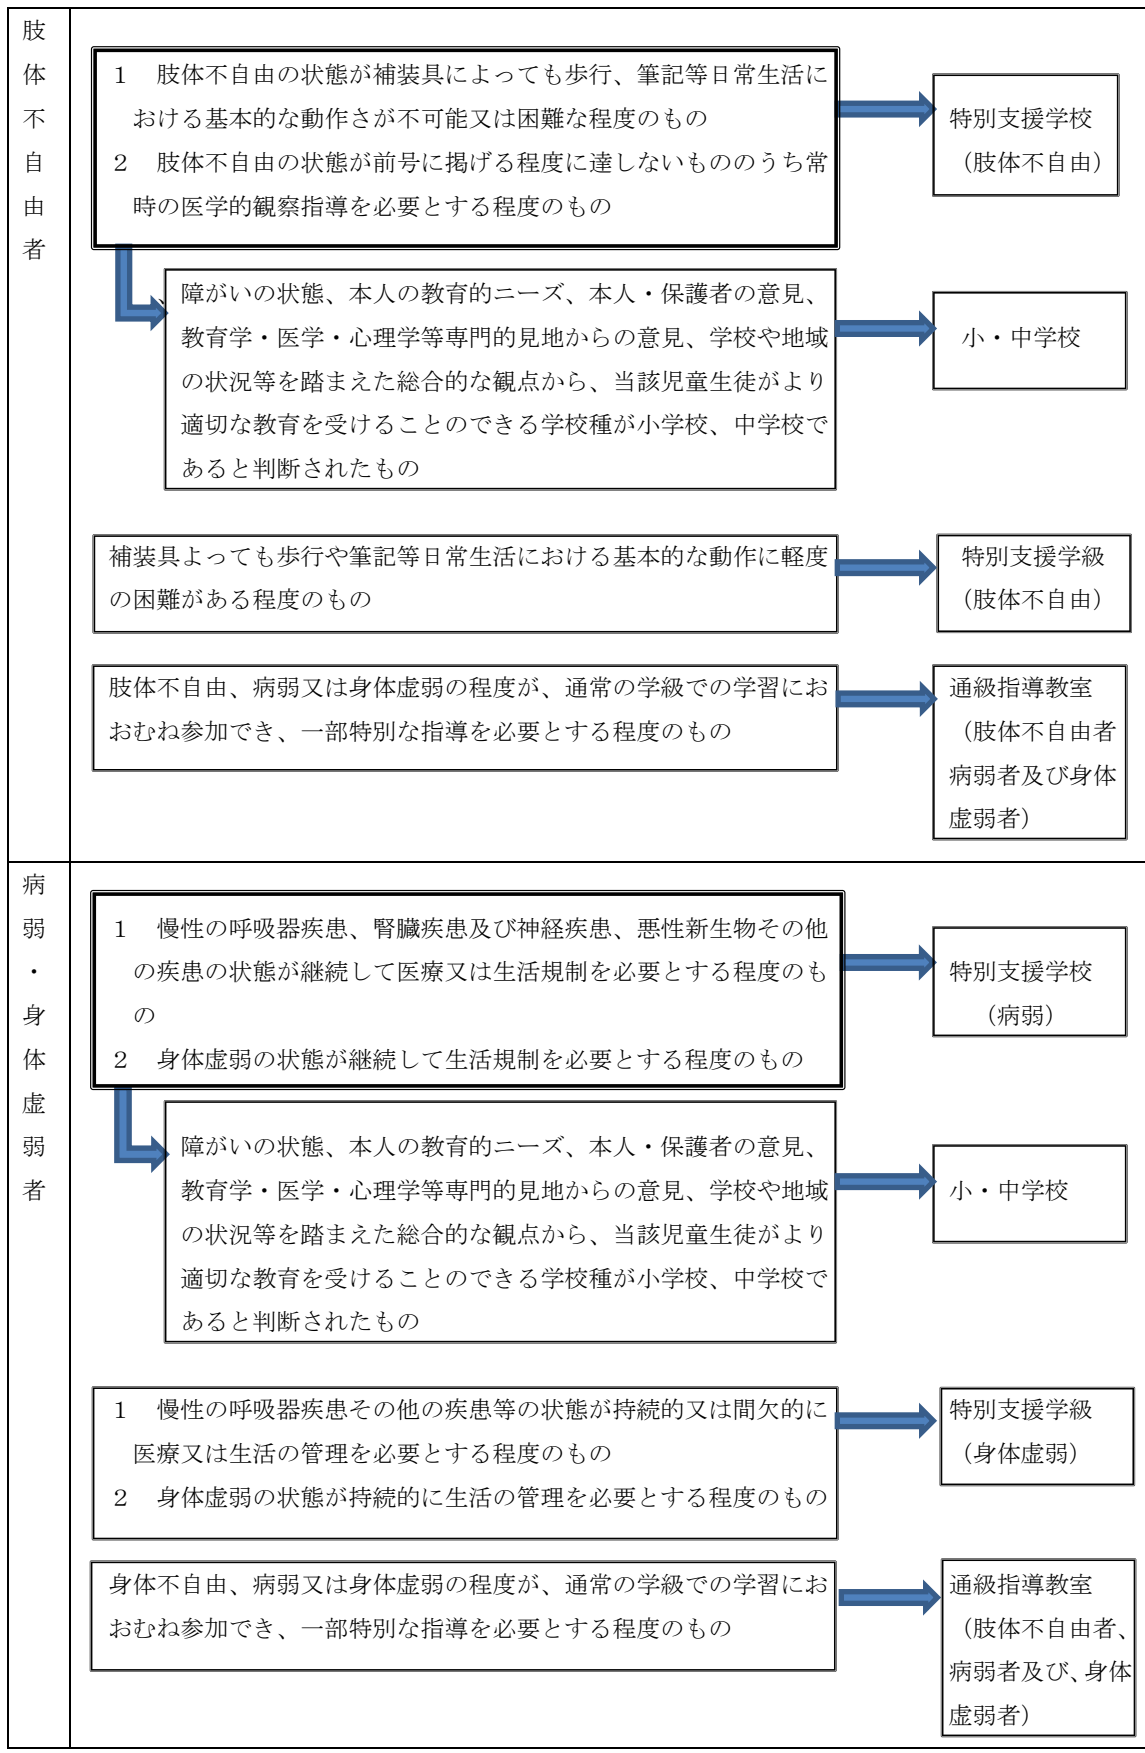 肢体不自由者
1　肢体不自由の状態が補装具によっても歩行、筆記等日常生活に
おける基本的な動作さが不可能又は困難な程度のもの
2　肢体不自由の状態が前号に掲げる程度に達しないもののうち常
時の医学的観察指導を必要とする程度のもの
特別支援学校
（肢体不自由）
、障がいの状態、本人の教育的ニーズ、本人・保護者の意見、
教育学・医学・心理学等専門的見地からの意見、学校や地域
の状況等を踏まえた総合的な観点から、当該児童生徒がより
適切な教育を受けることのできる学校種が小学校、中学校で
あると判断されたもの
小・中学校
補装具よっても歩行や筆記等日常生活における基本的な動作に軽度
の困難がある程度のもの
特別支援学級
（肢体不自由）
肢体不自由、病弱又は身体虚弱の程度が、通常の学級での学習にお
おむね参加でき、一部特別な指導を必要とする程度のもの
通級指導教室
（肢体不自由者
病弱者及び身体
虚弱者）
病弱・身体虚弱者
1　慢性の呼吸器疾患、腎臓疾患及び神経疾患、悪性新生物その他
の疾患の状態が継続して医療又は生活規制を必要とする程度のも
の
2　身体虚弱の状態が継続して生活規制を必要とする程度のもの
特別支援学校
（病弱）
障がいの状態、本人の教育的ニーズ、本人・保護者の意見、
教育学・医学・心理学等専門的見地からの意見、学校や地域
の状況等を踏まえた総合的な観点から、当該児童生徒がより
適切な教育を受けることのできる学校種が小学校、中学校で
あると判断されたもの
小・中学校
1　慢性の呼吸器疾患その他の疾患等の状態が持続的又は間欠的に
医療又は生活の管理を必要とする程度のもの
2　身体虚弱の状態が持続的に生活の管理を必要とする程度のもの
特別支援学級
（身体虚弱）
身体不自由、病弱又は身体虚弱の程度が、通常の学級での学習にお
おむね参加でき、一部特別な指導を必要とする程度のもの
通級指導教室
（肢体不自由者、
病弱者及び、身体
虚弱者）